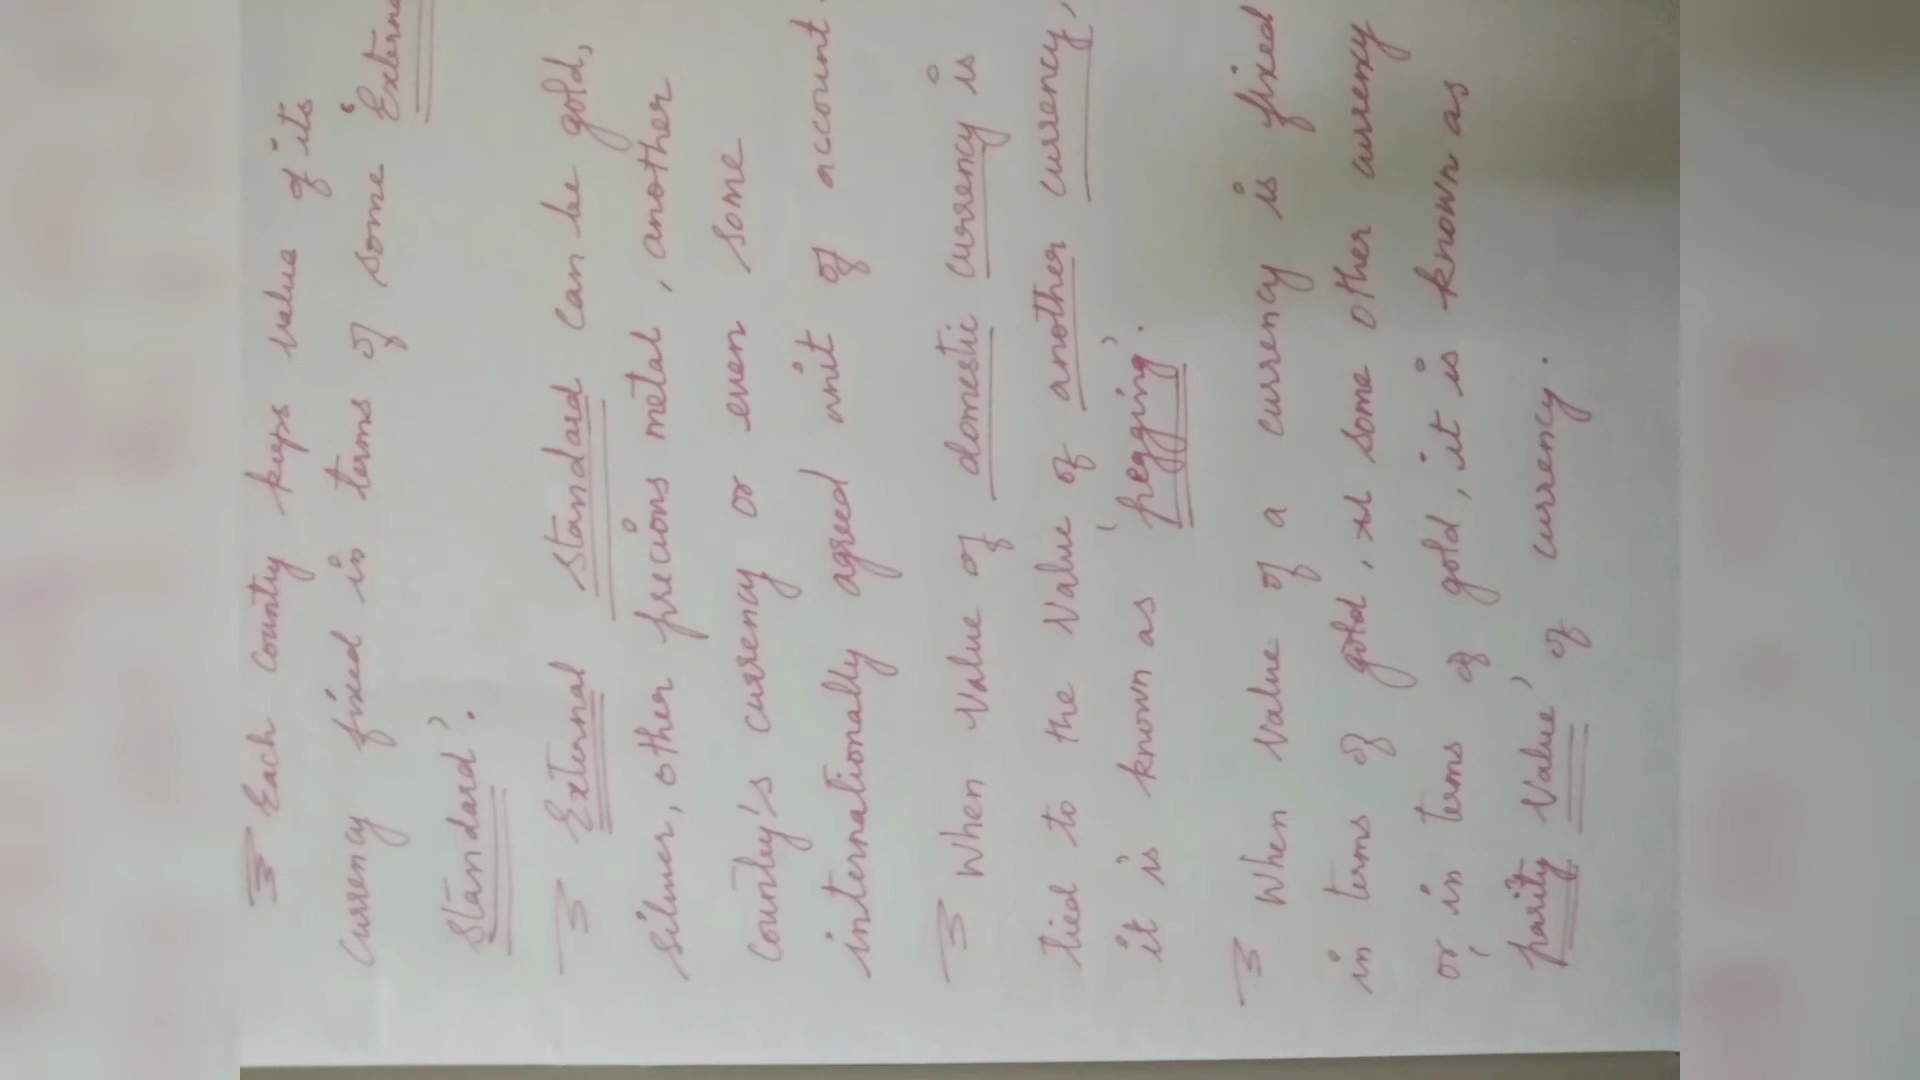 ⇒ Each country keeps value of its
currency fixed in terms of some 'Externa
Standard'.
⇒ External Standard can be gold,
silver, other precious metal, another
country's currency or even some
internationally agreed unit of account.
⇒ When value of domestic currency is
tied to the value of another currency,
it is known as 'pegging'.
⇒ When value of a currency is fixed
in terms of gold, or some other currency
or in terms of gold, it is known as
'parity value' of currency.